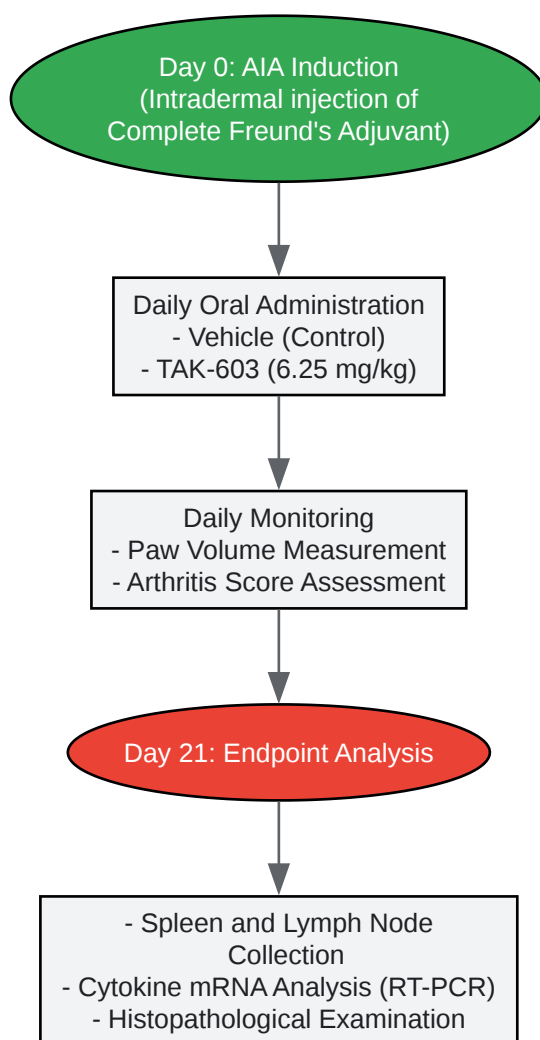 Day 0: AIA Induction
(Intradermal injection of
Complete Freund's Adjuvant)
Daily Oral Administration
- Vehicle (Control)
- TAK-603 (6.25 mg/kg)
Daily Monitoring
- Paw Volume Measurement
- Arthritis Score Assessment
Day 21: Endpoint Analysis
- Spleen and Lymph Node
Collection
- Cytokine mRNA Analysis (RT-PCR)
- Histopathological Examination